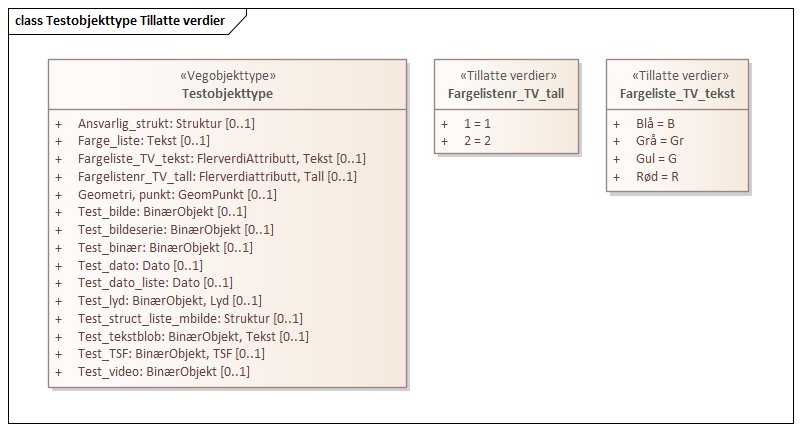 class Testobjekttype Tillatte verdier
«Vegobjekttype»
Testobjekttype
+ Ansvarlig_strukt: Struktur [0..1]
+ Farge_liste: Tekst [0..1]
+ Fargeliste_TV_tekst: FlerverdiAttributt, Tekst [0..1]
+ Fargelistenr_TV_tall: Flerverdiattributt, Tall [0..1]
+ Geometri, punkt: GeomPunkt [0..1]
+ Test_bilde: BinærObjekt [0..1]
+ Test_bildeserie: BinærObjekt [0..1]
+ Test_binær: BinærObjekt [0..1]
+ Test_dato: Dato [0..1]
+ Test_dato_liste: Dato [0..1]
+ Test_lyd: BinærObjekt, Lyd [0..1]
+ Test_struct_liste_mbilde: Struktur [0..1]
+ Test_tekstblob: BinærObjekt, Tekst [0..1]
+ Test_TSF: BinærObjekt, TSF [0..1]
+ Test_video: BinærObjekt [0..1]
«Tillatte verdier»
Fargelistenr_TV_tall
+ 1 = 1
+ 2 = 2
«Tillatte verdier»
Fargeliste_TV_tekst
+ Blå = B
+ Grå = Gr
+ Gul = G
+ Rød = R